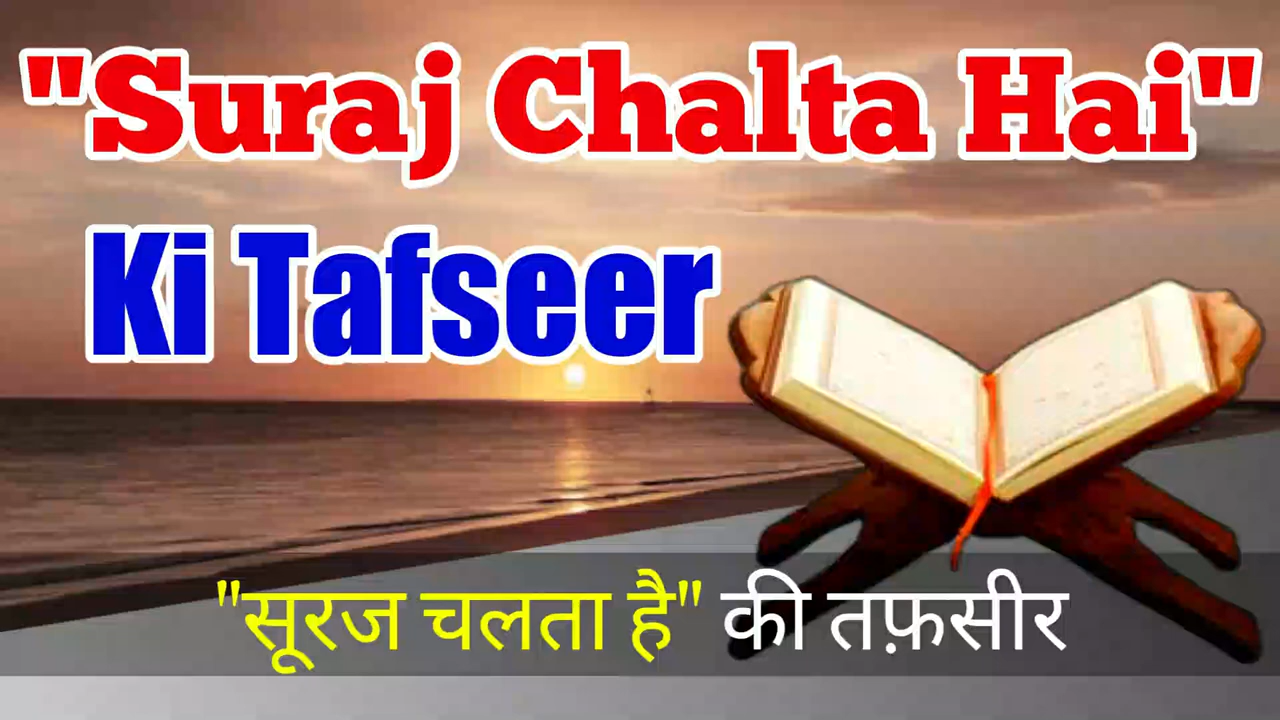 "Suraj Chalta Hai"
Ki Tafseer
"सूरज चलता है" की तफ़सीर